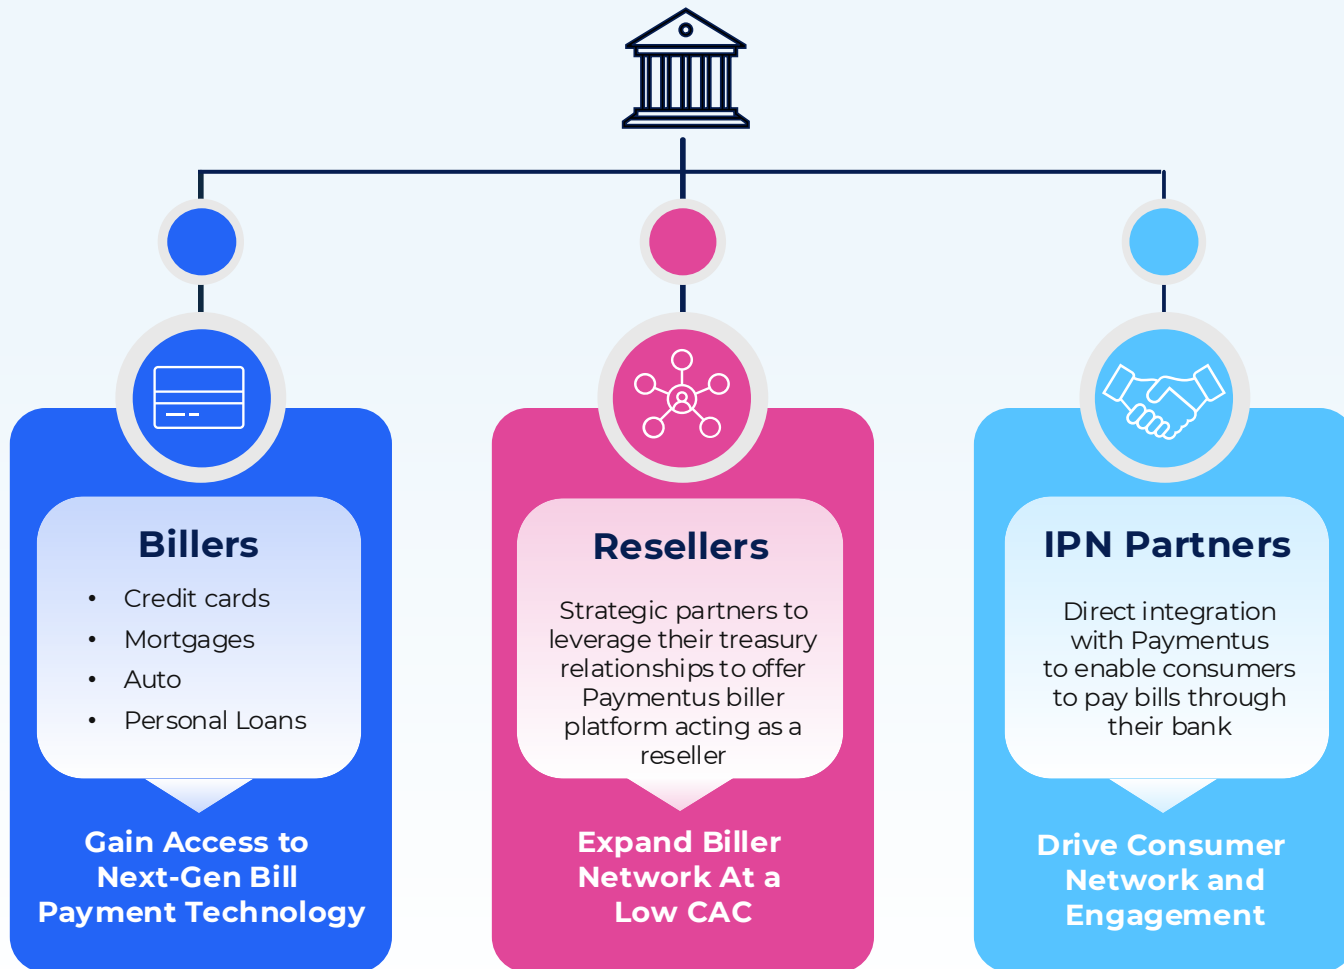 Billers
• Credit cards
• Mortgages
• Auto
• Personal Loans
Gain Access to
Next-Gen Bill
Payment Technology
Resellers
Strategic partners to
leverage their treasury
relationships to offer
Paymentus biller
platform acting as a
reseller
Expand Biller
Network At a
Low CAC
IPN Partners
Direct integration
with Paymentus
to enable consumers
to pay bills through
their bank
Drive Consumer
Network and
Engagement